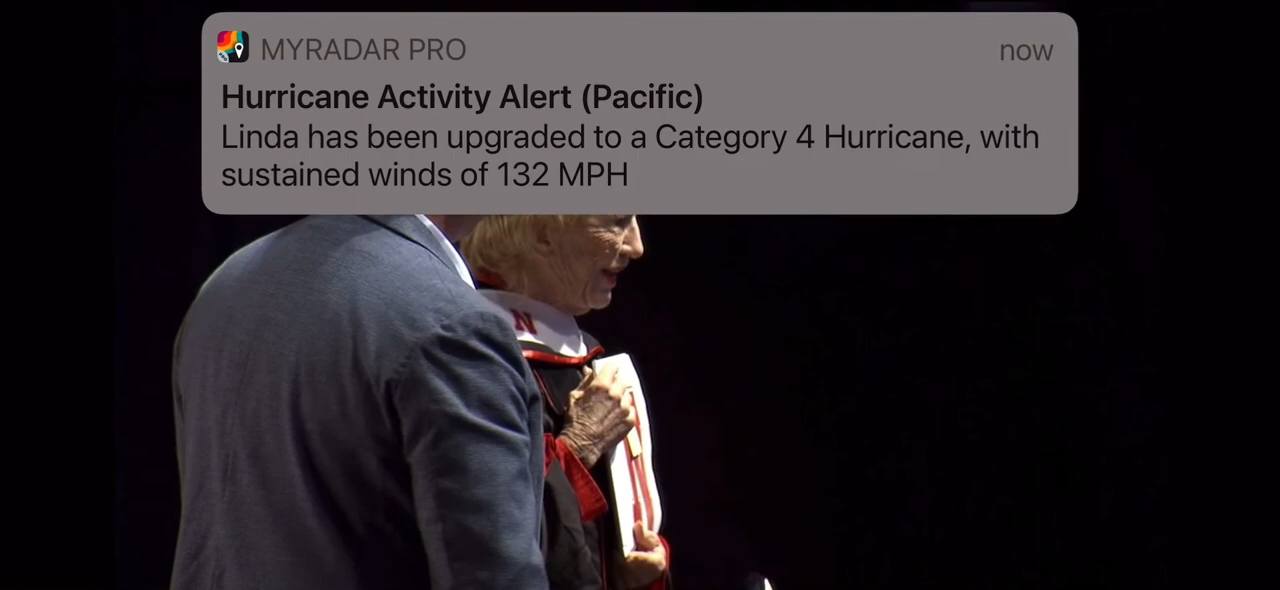 MYRADAR PRO
now
Hurricane Activity Alert (Pacific)
Linda has been upgraded to a Category 4 Hurricane, with
sustained winds of 132 MPH
N